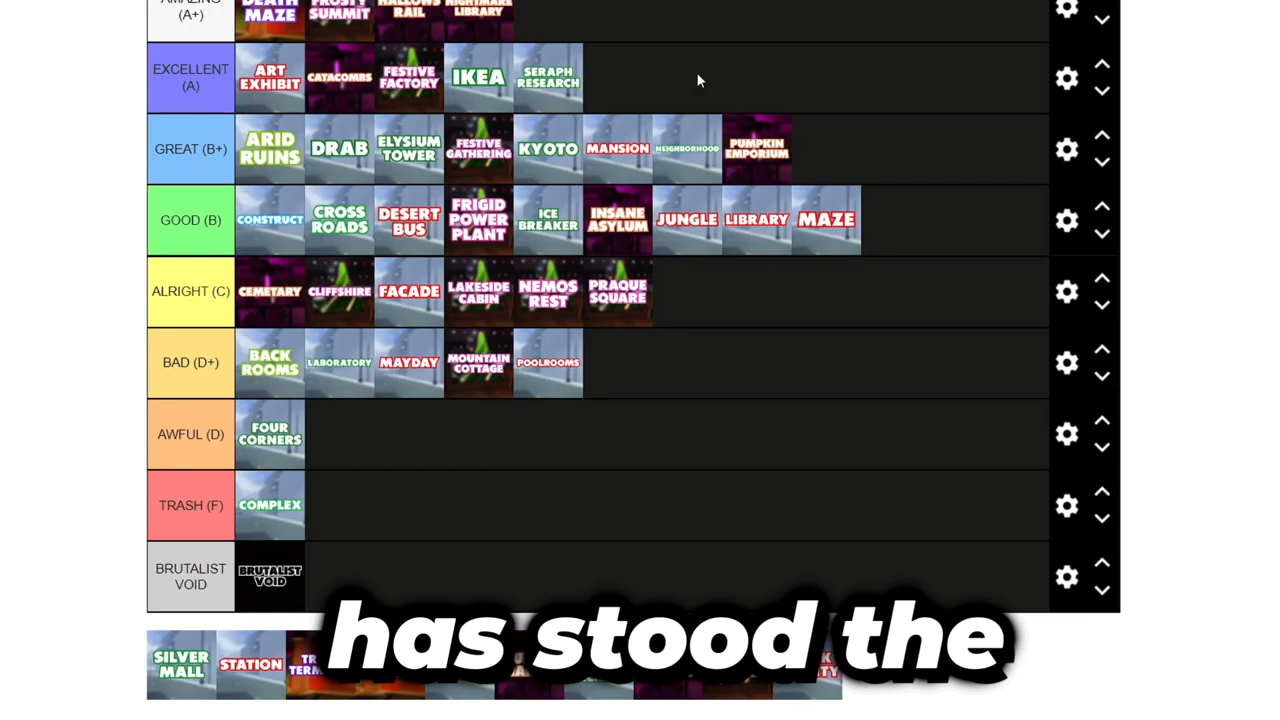 AMAZING
(A+)
DEATH
MAZE
FROSTY
SUMMIT
HALLOWS
RAIL
NIGHTMARE
LIBRARY
EXCELLENT
(A)
ART
EXHIBIT
CATACOMBS
FESTIVE
FACTORY
IKEA
SERAPH
RESEARCH
GREAT (B+)
ARID
RUINS
DRAB
ELYSIUM
TOWER
FESTIVE
GATHERING
KYOTO
MANSION
NEIGHBORHOOD
PUMPKIN
EMPORIUM
GOOD (B)
CONSTRUCT
CROSS
ROADS
DESERT
BUS
FRIGID
POWER
PLANT
ICE
BREAKER
INSANE
ASYLUM
JUNGLE
LIBRARY
MAZE
ALRIGHT (C)
CEMETARY
CLIFFSHIRE
FACADE
LAKESIDE
CABIN
NEMOS
REST
PRAQUE
SQUARE
BAD (D+)
BACK
ROOMS
LABORATORY
MAYDAY
MOUNTAIN
COTTAGE
POOLROOMS
AWFUL (D)
FOUR
CORNERS
TRASH (F)
COMPLEX
BRUTALIST
VOID
BRUTALIST
VOID
has stood the
SILVER
MALL
STATION